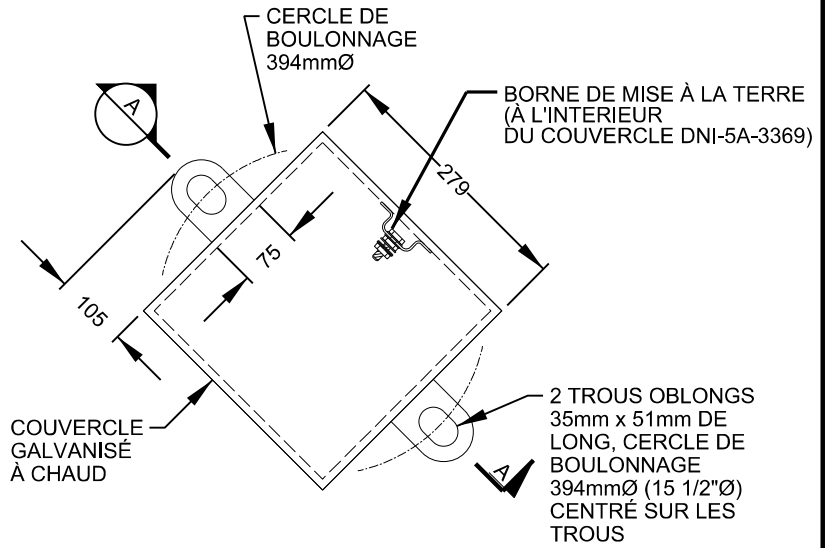 CERCLE DE
BOULONNAGE
394mmØ
A
BORNE DE MISE À LA TERRE
(À L'INTERIEUR
DU COUVERCLE DNI-5A-3369)
279
75
105
COUVERCLE
GALVANISÉ
À CHAUD
2 TROUS OBLONGS
35mm x 51mm DE
LONG, CERCLE DE
BOULONNAGE
394mmØ (15 1/2"Ø)
CENTRÉ SUR LES
TROUS
A